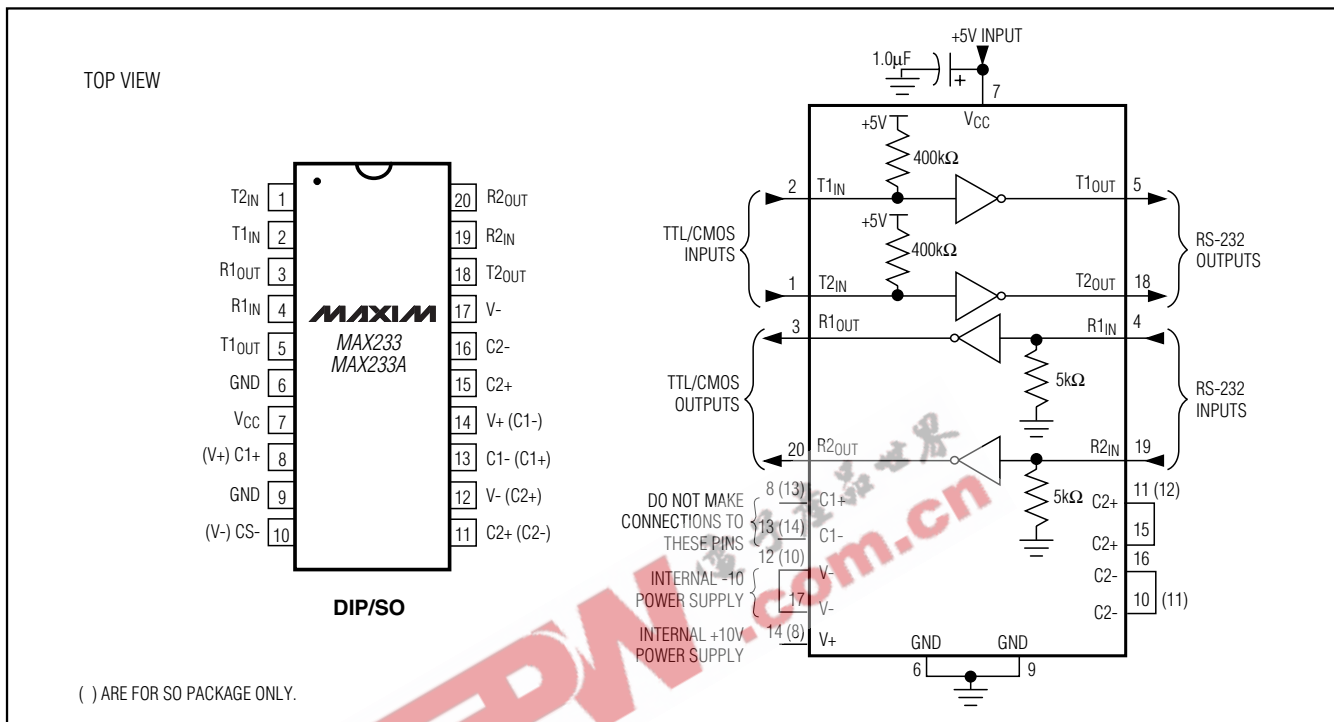 TOP VIEW
T2IN 1
T1IN 2
R1OUT 3
R1IN 4
T1OUT 5
GND 6
VCC 7
(V+) C1+ 8
GND 9
(V-) CS- 10
20 R2OUT
19 R2IN
18 T2OUT
17 V-
16 C2-
15 C2+
14 V+ (C1-)
13 C1- (C1+)
12 V- (C2+)
11 C2+ (C2-)
MAXIM
MAX233
MAX233A
DIP/SO
( ) ARE FOR SO PACKAGE ONLY.
+5V INPUT
1.0µF
+
7
VCC
+5V
400kΩ
2 T1IN
T1OUT 5
+5V
400kΩ
TTL/CMOS
INPUTS
RS-232
OUTPUTS
1 T2IN
T2OUT 18
3 R1OUT
R1IN 4
5kΩ
TTL/CMOS
OUTPUTS
RS-232
INPUTS
20 R2OUT
R2IN 19
5kΩ
DO NOT MAKE
CONNECTIONS TO
THESE PINS
8 (13) C1+
13 (14) C1-
12 (10) V-
INTERNAL -10
POWER SUPPLY
17 V-
INTERNAL +10V
POWER SUPPLY
14 (8) V+
C2+ 11 (12)
C2+ 15
C2- 16
C2- 10 (11)
GND GND
6 9
.com.cn